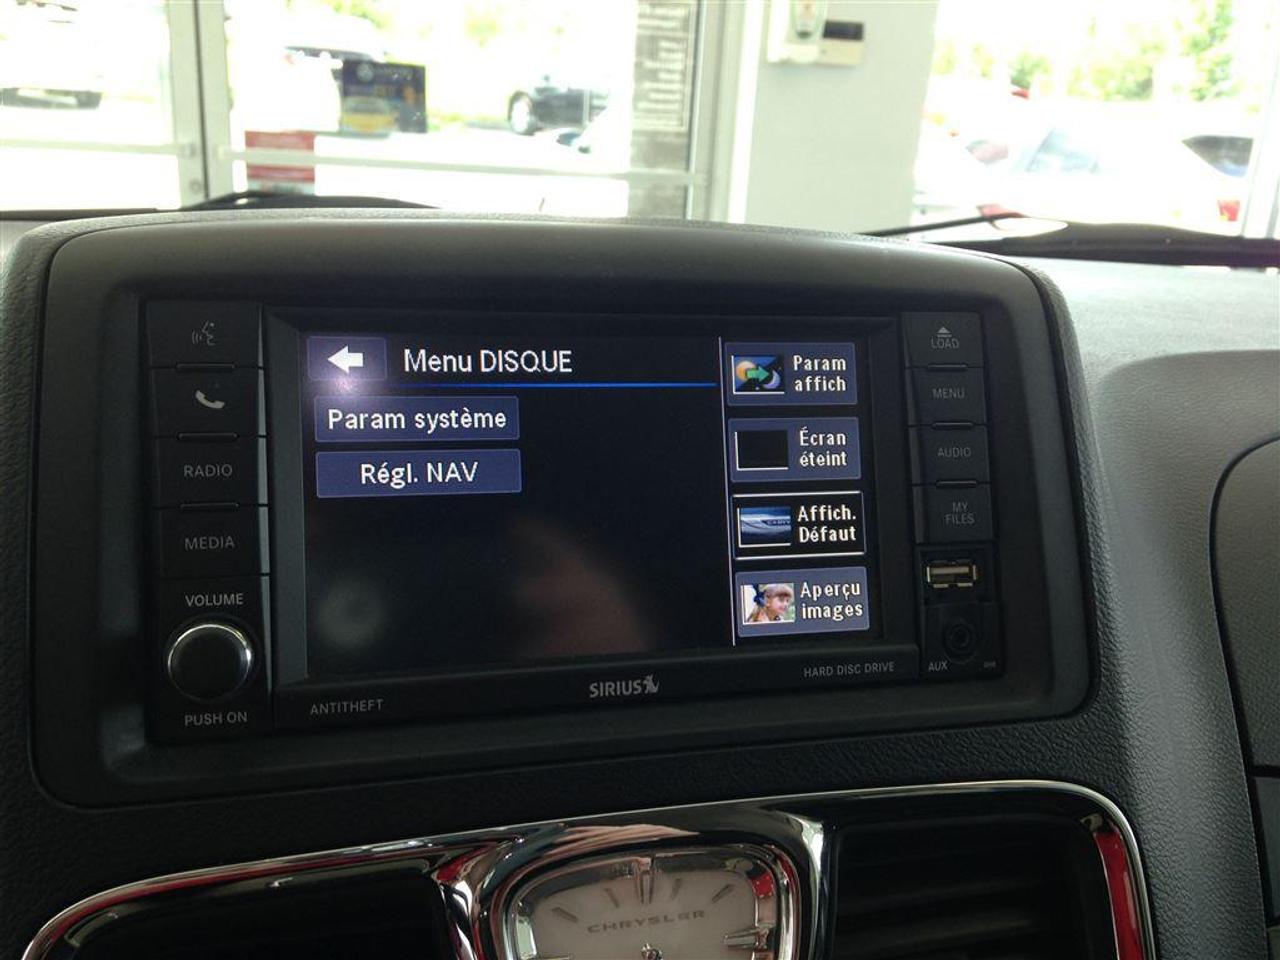 Menu DISQUE
Param système
Régl. NAV
Param
affich
Écran
éteint
Affich.
Défaut
Aperçu
images
RADIO
MEDIA
VOLUME
PUSH ON
LOAD
MENU
AUDIO
MY
FILES
AUX
ANTITHEFT
SIRIUS
HARD DISC DRIVE
CHRYSLER